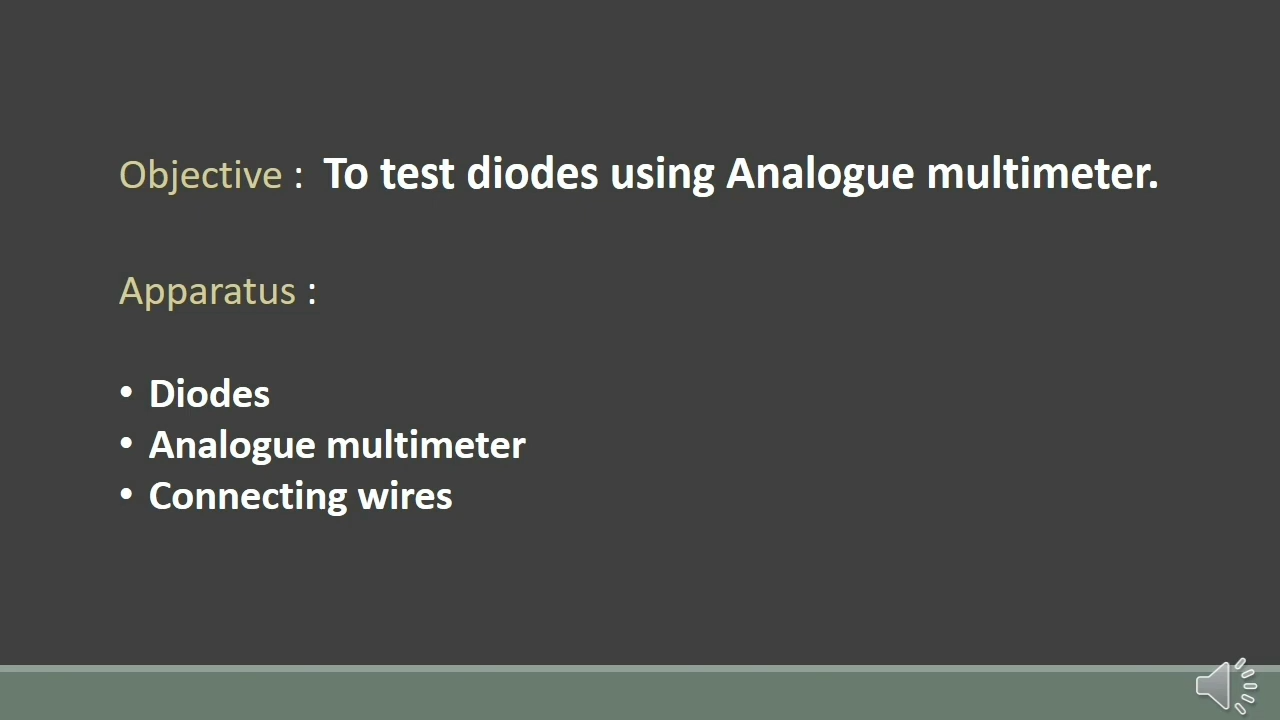 Objective : To test diodes using Analogue multimeter.
Apparatus :
• Diodes
• Analogue multimeter
• Connecting wires